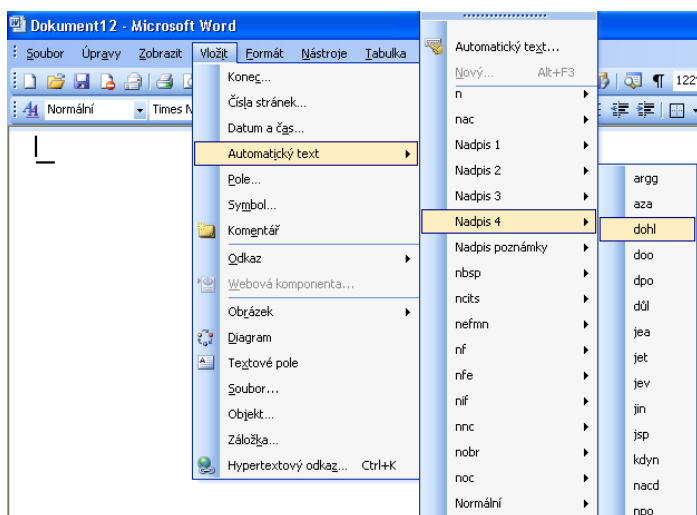 Dokument12 - Microsoft Word
Soubor Úpravy Zobrazit Vložit Formát Nástroje Tabulka
122%
Normální Times N
Konec...
Čísla stránek...
Datum a čas...
Automatický text
Pole...
Symbol...
Komentář
Odkaz
Webová komponenta...
Obrázek
Diagram
Textové pole
Soubor...
Objekt...
Záložka...
Hypertextový odkaz... Ctrl+K
Automatický text...
Nový... Alt+F3
n
nac
Nadpis 1
Nadpis 2
Nadpis 3
Nadpis 4
Nadpis poznámky
nbsp
ncits
nefmn
nf
nfe
nif
nnc
nobr
noc
Normální
argg
aza
dohl
doo
dpo
důl
jea
jet
jev
jin
jsp
kdyn
nacd
npo